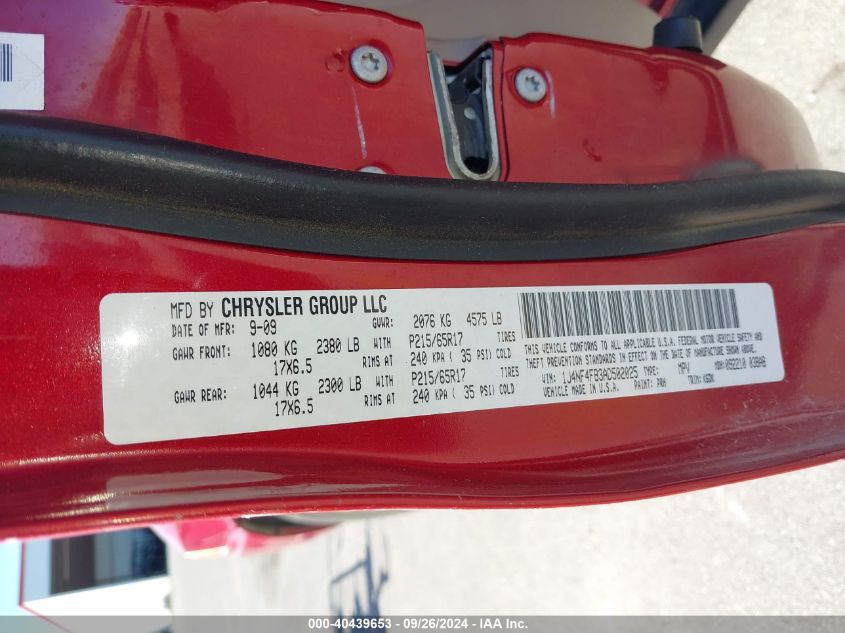 MFD BY CHRYSLER GROUP LLC
DATE OF MFR: 9-09 GVWR: 2076 KG 4575 LB
GAWR FRONT: 1080 KG 2380 LB WITH P215/65R17 TIRES
17X6.5 RIMS AT 240 KPA ( 35 PSI) COLD
GAWR REAR: 1044 KG 2300 LB WITH P215/65R17 TIRES
17X6.5 RIMS AT 240 KPA ( 35 PSI) COLD
THIS VEHICLE CONFORMS TO ALL APPLICABLE U.S.A. FEDERAL MOTOR VEHICLE SAFETY AND
THEFT PREVENTION STANDARDS IN EFFECT ON THE DATE OF MANUFACTURE SHOWN ABOVE.
VIN: 1J4NF4FB3AD502025 TYPE: MPV MDH: 092210 038AB
VEHICLE MADE IN U.S.A. PAINT: PRH TRIM:
000-40439653 - 09/26/2024 - IAA Inc.